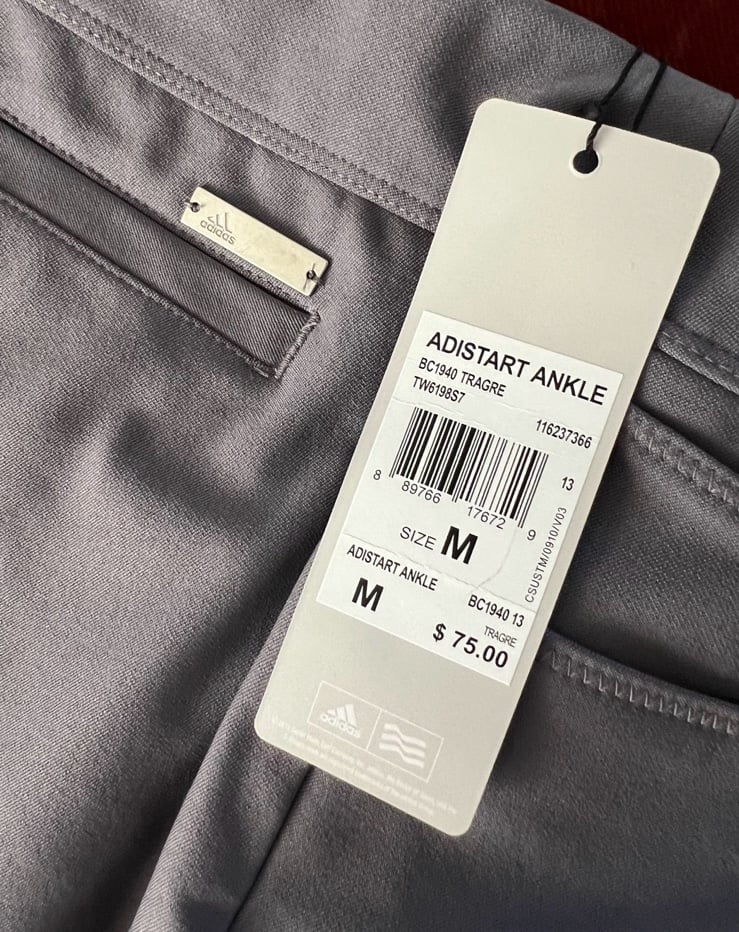 adidas
ADISTART ANKLE
BC1940 TRAGRE
TW6198S7
116237366
13
8 89766 17672 9
CSUSTM/0910/V03
SIZE M
ADISTART ANKLE
M
BC1940 13
TRAGRE
$ 75.00
adidas